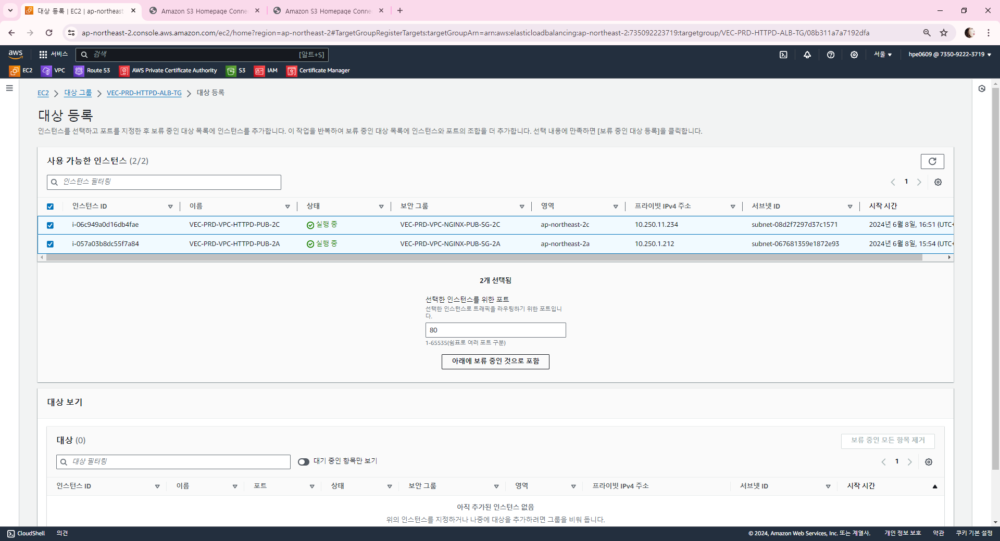 대상 등록 | EC2 | ap-northeast
Amazon S3 Homepage Conne
Amazon S3 Homepage Conne
ap-northeast-2.console.aws.amazon.com/ec2/home?region=ap-northeast-2#TargetGroupRegisterTargets:targetGroupArn=arn:aws:elasticloadbalancing:ap-northeast-2:735092223719:targetgroup/VEC-PRD-HTTPD-ALB-TG/08b311a7a7192dfa
aws 서비스 검색 [알트+S] 서울 hpe0609 @ 7350-9222-3719
EC2 VPC Route 53 AWS Private Certificate Authority S3 IAM Certificate Manager
EC2 대상 그룹 VEC-PRD-HTTPD-ALB-TG 대상 등록
대상 등록
인스턴스를 선택하고 포트를 지정한 후 보류 중인 대상 목록에 인스턴스를 추가합니다. 이 작업을 반복하여 보류 중인 대상 목록에 인스턴스와 포트의 조합을 더 추가합니다. 선택 내용에 만족하면 [보류 중인 대상 등록]을 클릭합니다.
사용 가능한 인스턴스 (2/2)
인스턴스 필터링
1
인스턴스 ID 이름 상태 보안 그룹 영역 프라이빗 IPv4 주소 서브넷 ID 시작 시간
i-06c949a0d16db4fae VEC-PRD-VPC-HTTPD-PUB-2C 실행 중 VEC-PRD-VPC-NGINX-PUB-SG-2C ap-northeast-2c 10.250.11.234 subnet-08d2f7297d37c1571 2024년 6월 8일, 16:51 (UTC+
i-057a03b8dc55f7a84 VEC-PRD-VPC-HTTPD-PUB-2A 실행 중 VEC-PRD-VPC-NGINX-PUB-SG-2A ap-northeast-2a 10.250.1.212 subnet-067681359e1872e93 2024년 6월 8일, 15:54 (UTC+
2개 선택됨
선택한 인스턴스를 위한 포트
선택한 인스턴스로 트래픽을 라우팅하기 위한 포트입니
다.
80
1-65535(쉼표로 여러 포트 구분)
아래에 보류 중인 것으로 포함
대상 보기
대상 (0)
보류 중인 모든 항목 제거
대상 필터링
대기 중인 항목만 보기
1
인스턴스 ID 이름 포트 상태 보안 그룹 영역 프라이빗 IPv4 주소 서브넷 ID 시작 시간
아직 추가된 인스턴스 없음
위의 인스턴스를 지정하거나 나중에 대상을 추가하려면 그룹을 비워 둡니다.
CloudShell 의견 © 2024, Amazon Web Services, Inc. 또는 계열사. 개인 정보 보호 약관 쿠키 기본 설정